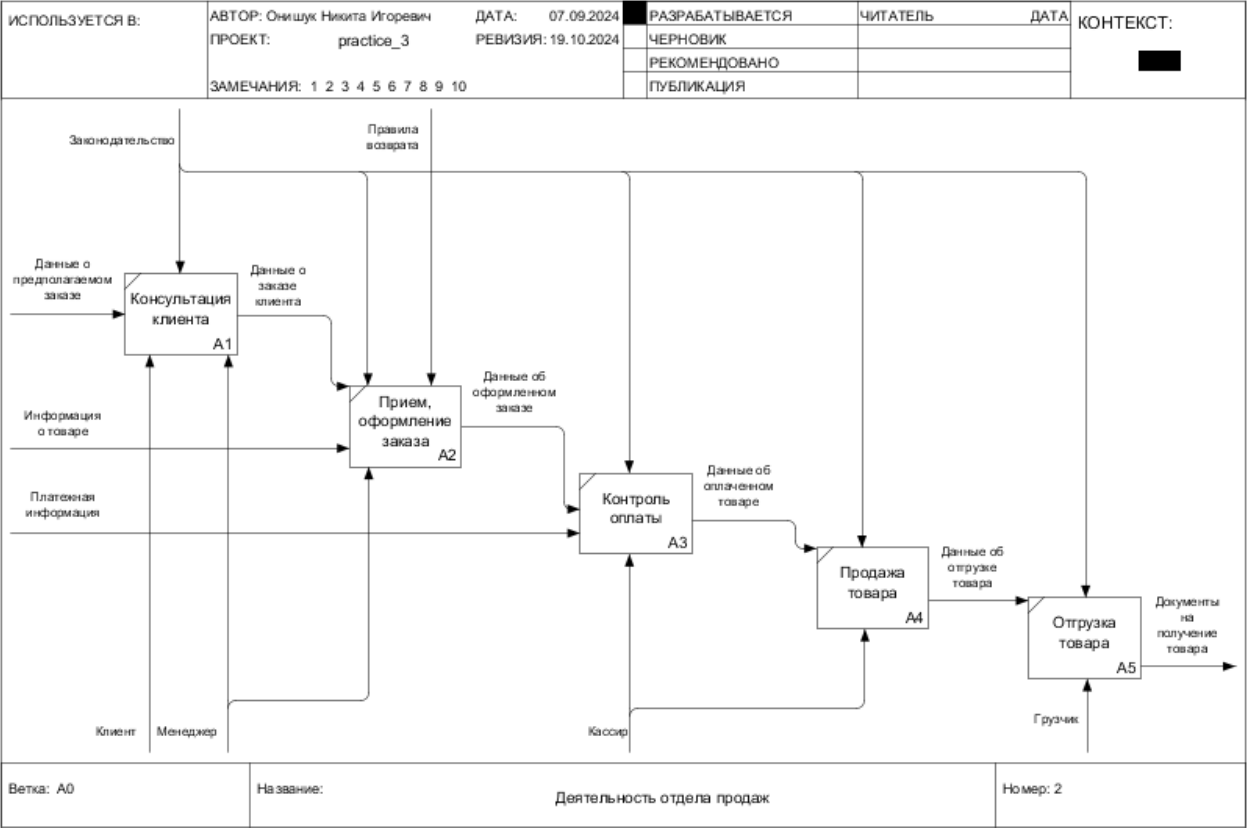 ИСПОЛЬЗУЕТСЯ В:
АВТОР: Онищук Никита Игоревич
ДАТА: 07.09.2024
ПРОЕКТ: practice_3
РЕВИЗИЯ: 19.10.2024
ЗАМЕЧАНИЯ: 1 2 3 4 5 6 7 8 9 10
РАЗРАБАТЫВАЕТСЯ
ЧЕРНОВИК
РЕКОМЕНДОВАНО
ПУБЛИКАЦИЯ
ЧИТАТЕЛЬ
ДАТА
КОНТЕКСТ:
Законодательство
Правила
возврата
Данные о
предполагаемом
заказе
Консультация
клиента
A1
Данные о
заказе
клиента
Информация
о товаре
Прием,
оформление
заказа
A2
Данные об
оформленном
заказе
Платежная
информация
Контроль
оплаты
A3
Данные об
оплаченном
товаре
Продажа
товара
A4
Данные об
отгрузке
товара
Отгрузка
товара
A5
Документы
на
получение
товара
Клиент
Менеджер
Кассир
Грузчик
Ветка: A0
Название:
Деятельность отдела продаж
Номер: 2